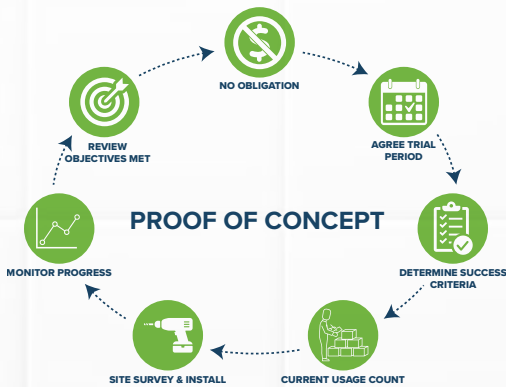 NO OBLIGATION
AGREE TRIAL
PERIOD
DETERMINE SUCCESS
CRITERIA
CURRENT USAGE COUNT
SITE SURVEY & INSTALL
MONITOR PROGRESS
REVIEW
OBJECTIVES MET
PROOF OF CONCEPT